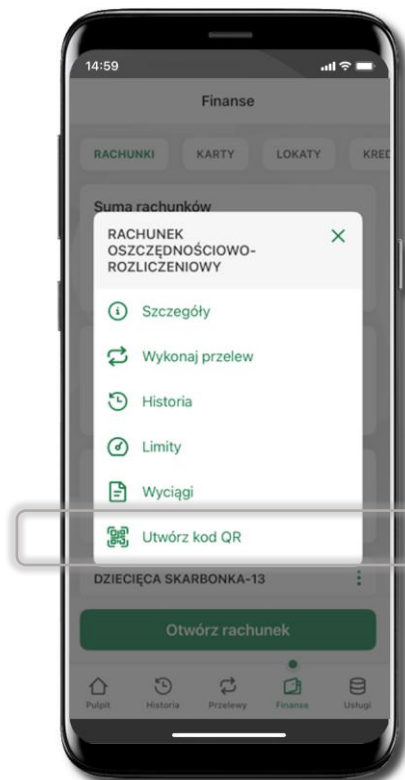 14:59
Finanse
RACHUNKI KARTY LOKATY KRED
Suma rachunków
RACHUNEK
OSZCZĘDNOŚCIOWO-
ROZLICZENIOWY
Szczegóły
Wykonaj przelew
Historia
Limity
Wyciągi
Utwórz kod QR
DZIECIĘCA SKARBONKA-13
Otwórz rachunek
Pulpit Historia Przelewy Finanse Usługi